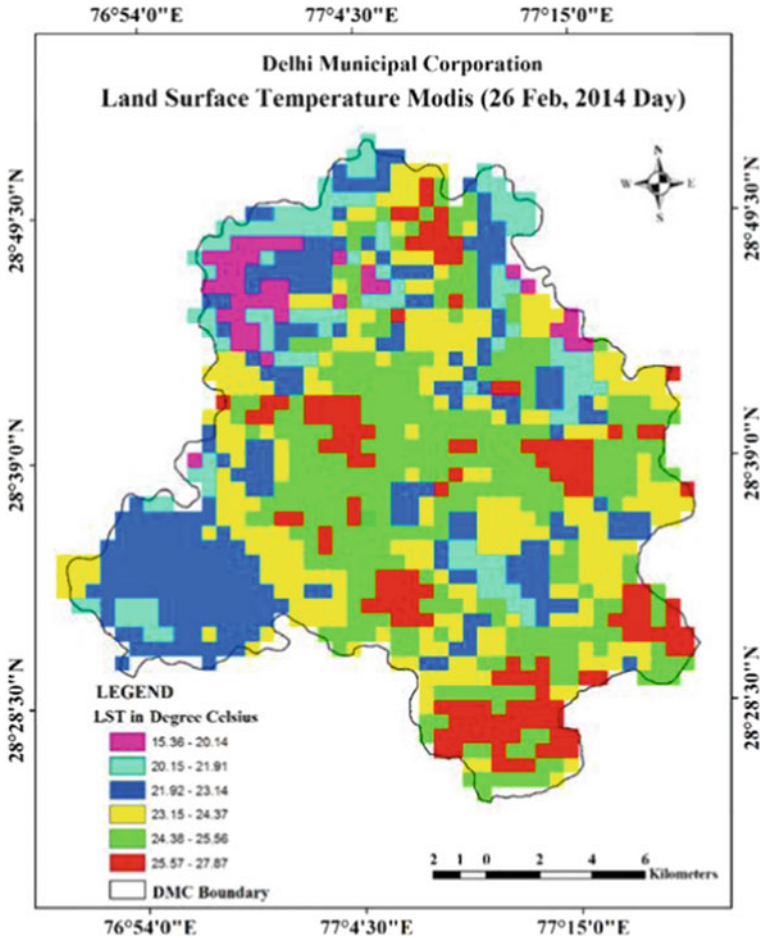 76°54'0"E 77°4'30"E 77°15'0"E
Delhi Municipal Corporation
Land Surface Temperature Modis (26 Feb, 2014 Day)
N
W E
S
28°49'30"N 28°49'30"N
28°39'0"N 28°39'0"N
28°28'30"N 28°28'30"N
LEGEND
LST in Degree Celsius
15.36 - 20.14
20.15 - 21.91
21.92 - 23.14
23.15 - 24.37
24.38 - 25.56
25.57 - 27.87
DMC Boundary
2 1 0 2 4 6
Kilometers
76°54'0"E 77°4'30"E 77°15'0"E